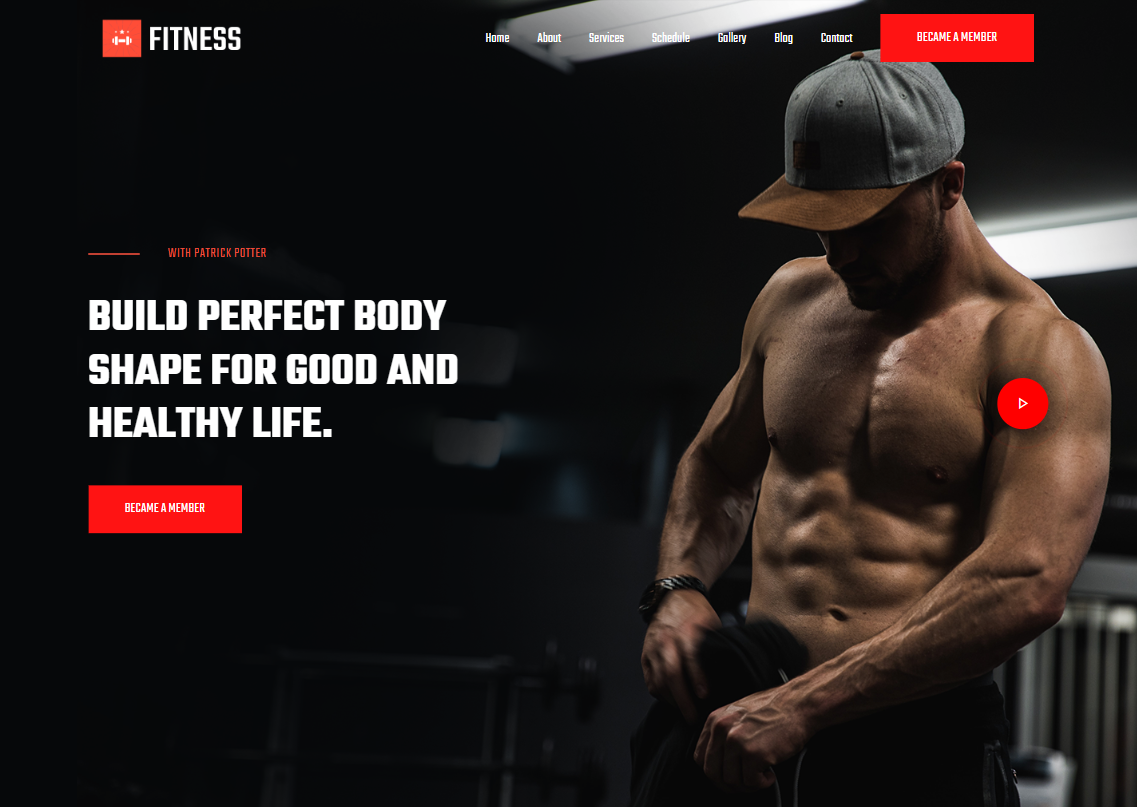 FITNESS
Home About Services Schedule Gallery Blog Contact BECAME A MEMBER
WITH PATRICK POTTER
BUILD PERFECT BODY
SHAPE FOR GOOD AND
HEALTHY LIFE.
BECAME A MEMBER